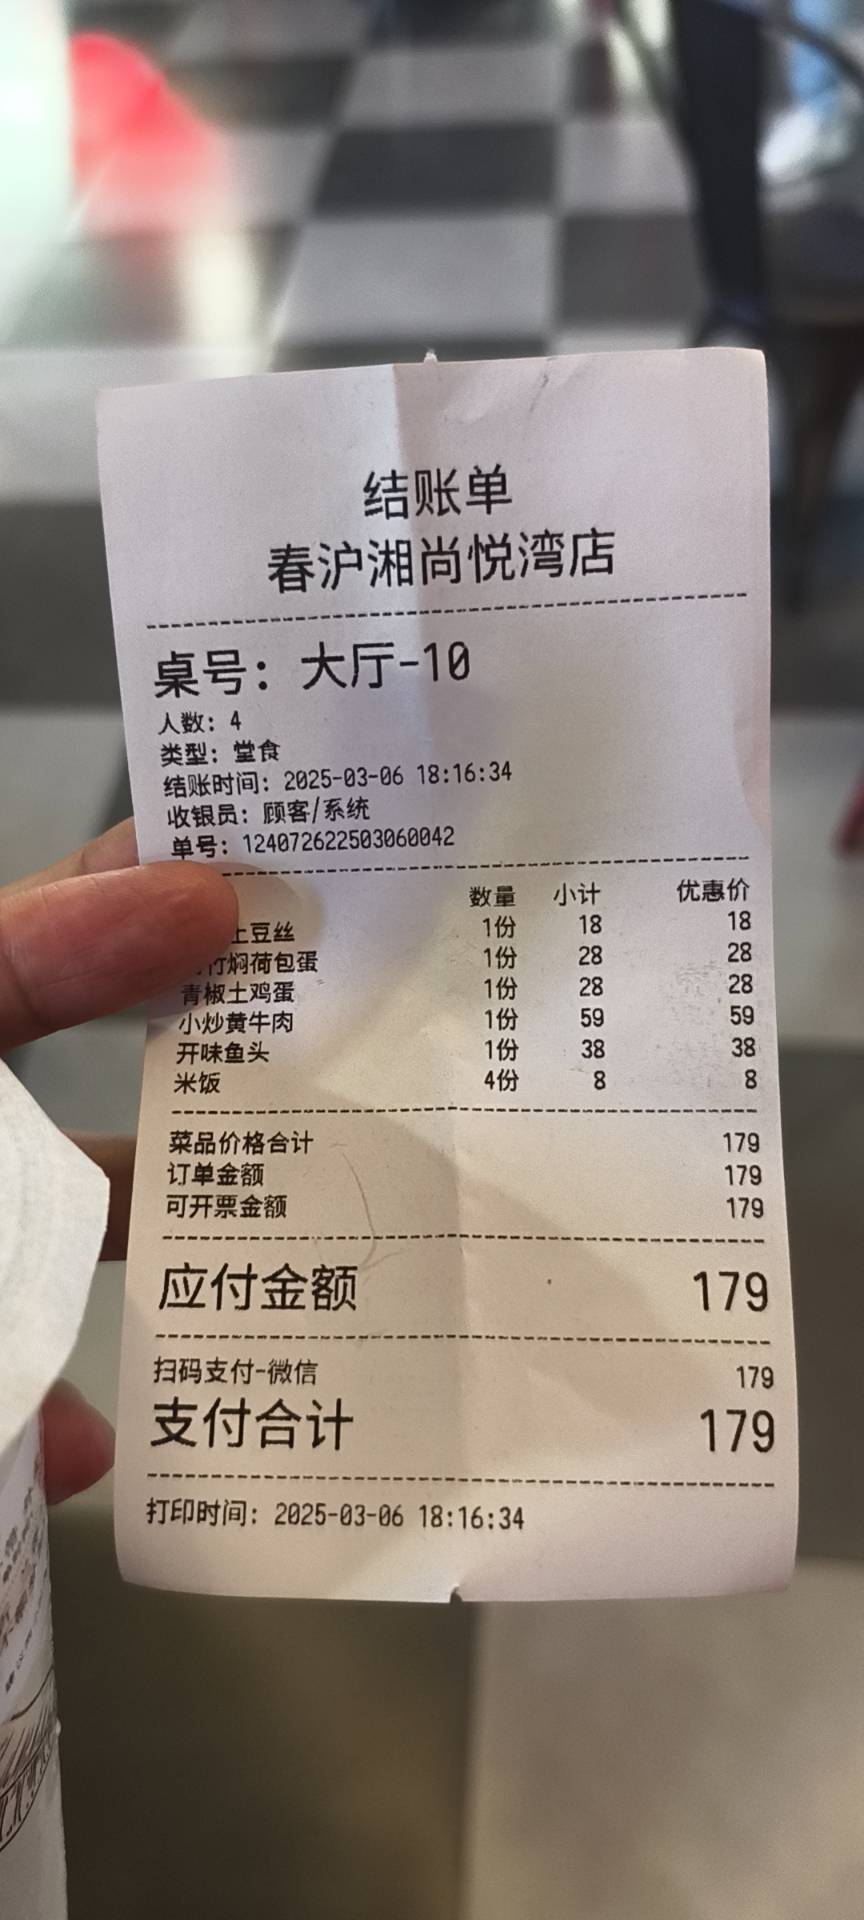 结账单
春沪湘尚悦湾店
桌号：大厅-10
人数：4
类型：堂食
结账时间：2025-03-06 18:16:34
收银员：顾客/系统
单号：124072622503060042
数量 小计 优惠价
土豆丝 1份 18 18
竹焖荷包蛋 1份 28 28
青椒土鸡蛋 1份 28 28
小炒黄牛肉 1份 59 59
开味鱼头 1份 38 38
米饭 4份 8 8
菜品价格合计 179
订单金额 179
可开票金额 179
应付金额 179
扫码支付-微信 179
支付合计 179
打印时间：2025-03-06 18:16:34